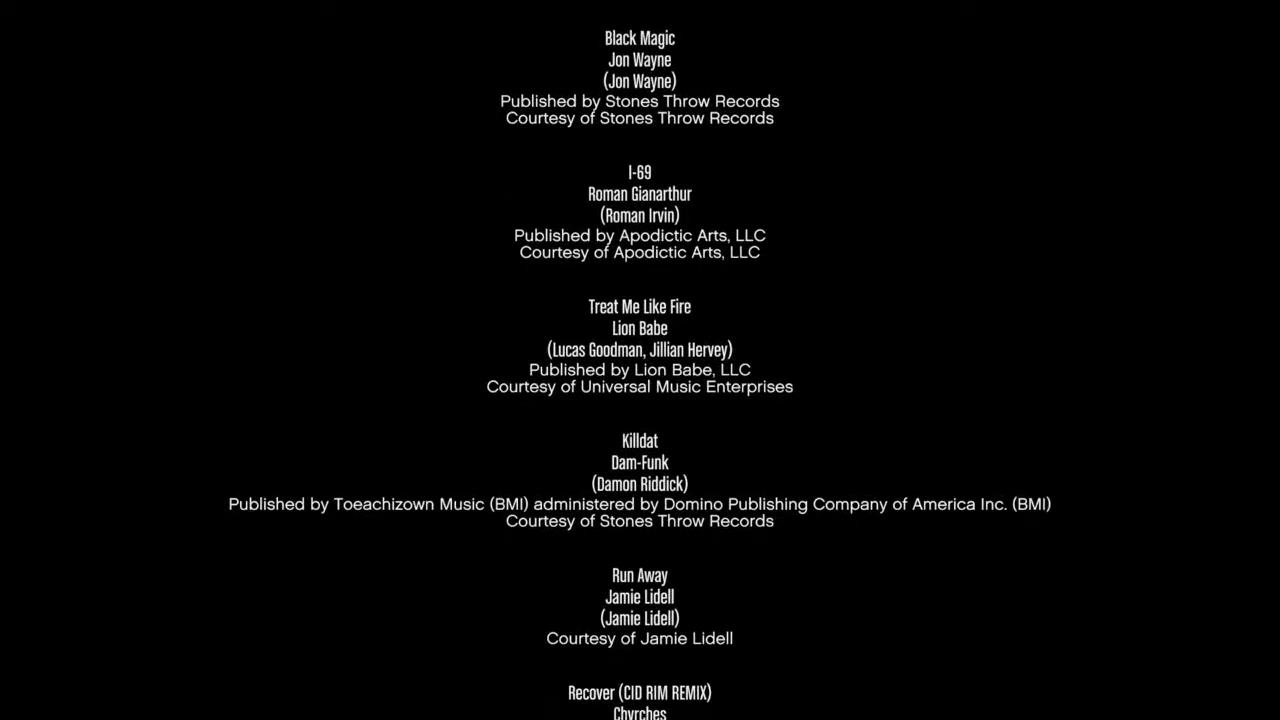 Black Magic
Jon Wayne
(Jon Wayne)
Published by Stones Throw Records
Courtesy of Stones Throw Records
I-69
Roman Gianarthur
(Roman Irvin)
Published by Apodictic Arts, LLC
Courtesy of Apodictic Arts, LLC
Treat Me Like Fire
Lion Babe
(Lucas Goodman, Jillian Hervey)
Published by Lion Babe, LLC
Courtesy of Universal Music Enterprises
Killdat
Dam-Funk
(Damon Riddick)
Published by Toeachizown Music (BMI) administered by Domino Publishing Company of America Inc. (BMI)
Courtesy of Stones Throw Records
Run Away
Jamie Lidell
(Jamie Lidell)
Courtesy of Jamie Lidell
Recover (CID RIM REMIX)
Chvrches